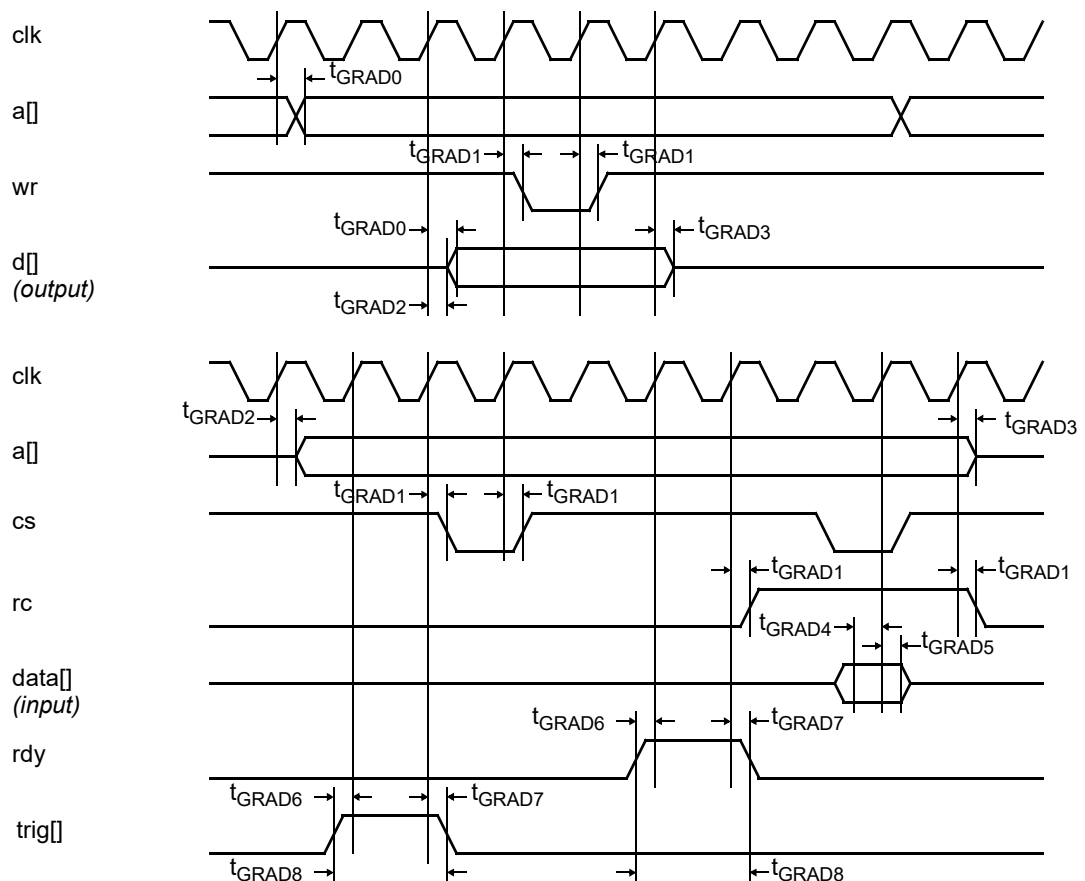 clk
tGRAD0
a[]
tGRAD1
tGRAD1
wr
tGRAD0
tGRAD3
d[]
(output)
tGRAD2
clk
tGRAD2
tGRAD3
a[]
tGRAD1
tGRAD1
cs
tGRAD1
tGRAD1
rc
tGRAD4
tGRAD5
data[]
(input)
tGRAD6
tGRAD7
rdy
tGRAD6
tGRAD7
trig[]
tGRAD8
tGRAD8